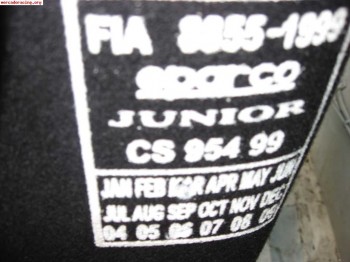 mercadoracing.org
FIA 8855-1999
sparco
JUNIOR
CS 954 99
JAN FEB MAR APR MAY JUN
JUL AUG SEP OCT NOV DEC
04 05 06 07 08 09